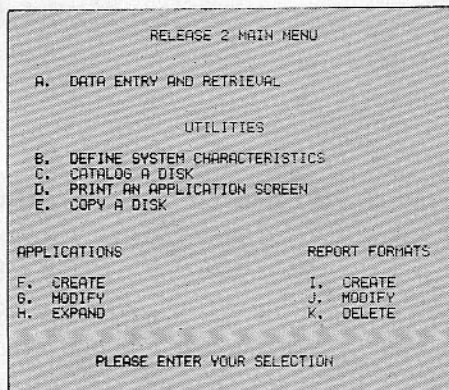 RELEASE 2 MAIN MENU
A. DATA ENTRY AND RETRIEVAL
UTILITIES
B. DEFINE SYSTEM CHARACTERISTICS
C. CATALOG A DISK
D. PRINT AN APPLICATION SCREEN
E. COPY A DISK
APPLICATIONS
F. CREATE
G. MODIFY
H. EXPAND
REPORT FORMATS
I. CREATE
J. MODIFY
K. DELETE
PLEASE ENTER YOUR SELECTION